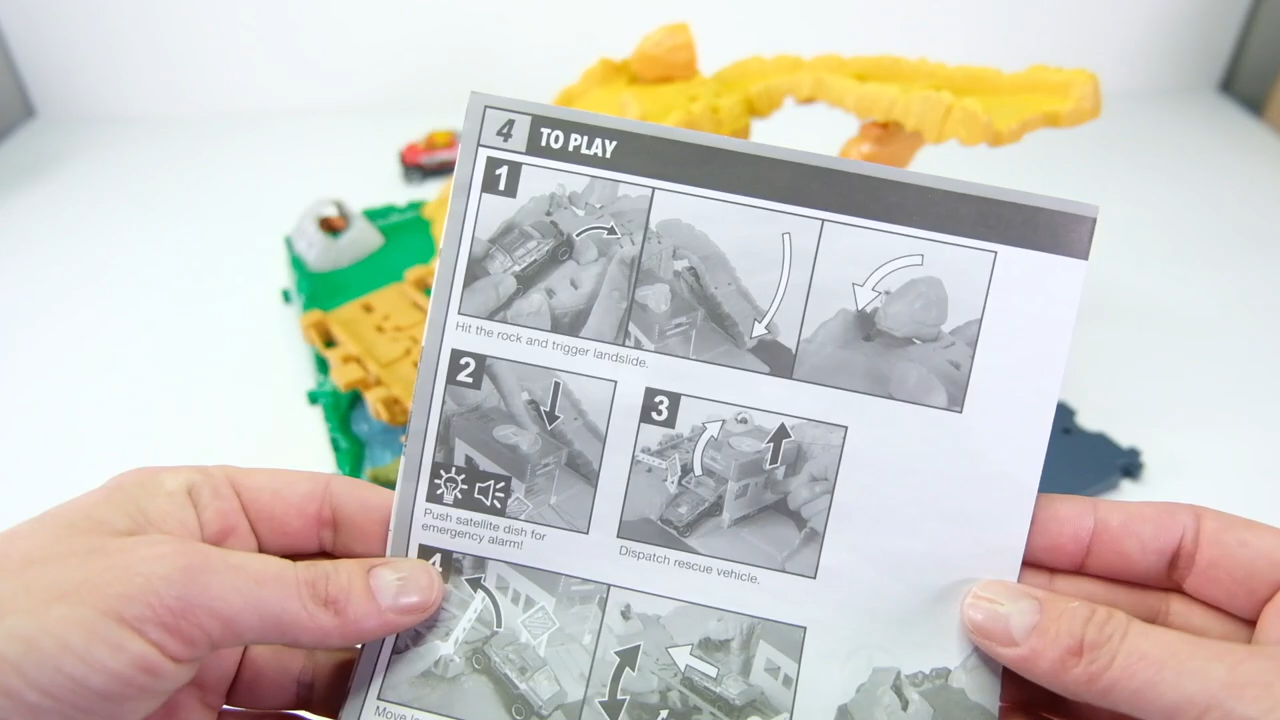 4 TO PLAY
1
Hit the rock and trigger landslide.
2
3
Push satellite dish for
emergency alarm!
Dispatch rescue vehicle.
4
Move